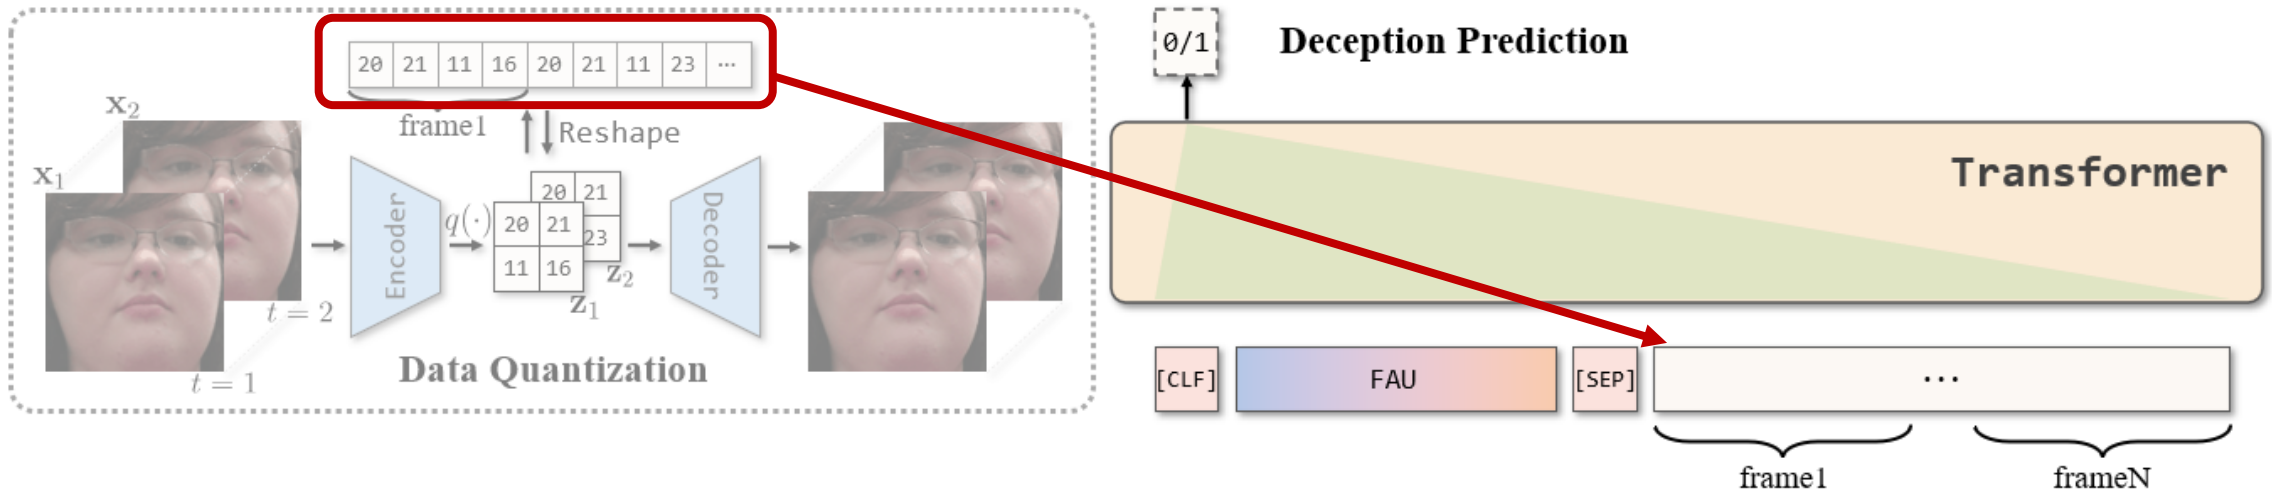 20 21 11 16 20 21 11 23 ...
frame1
Reshape
x₂
x₁
t = 2
t = 1
Encoder
q(·)
20 21
23
20 21
11 16
z₂
z₁
Decoder
Data Quantization
0/1
Deception Prediction
Transformer
[CLF] FAU [SEP] ...
frame1 frameN